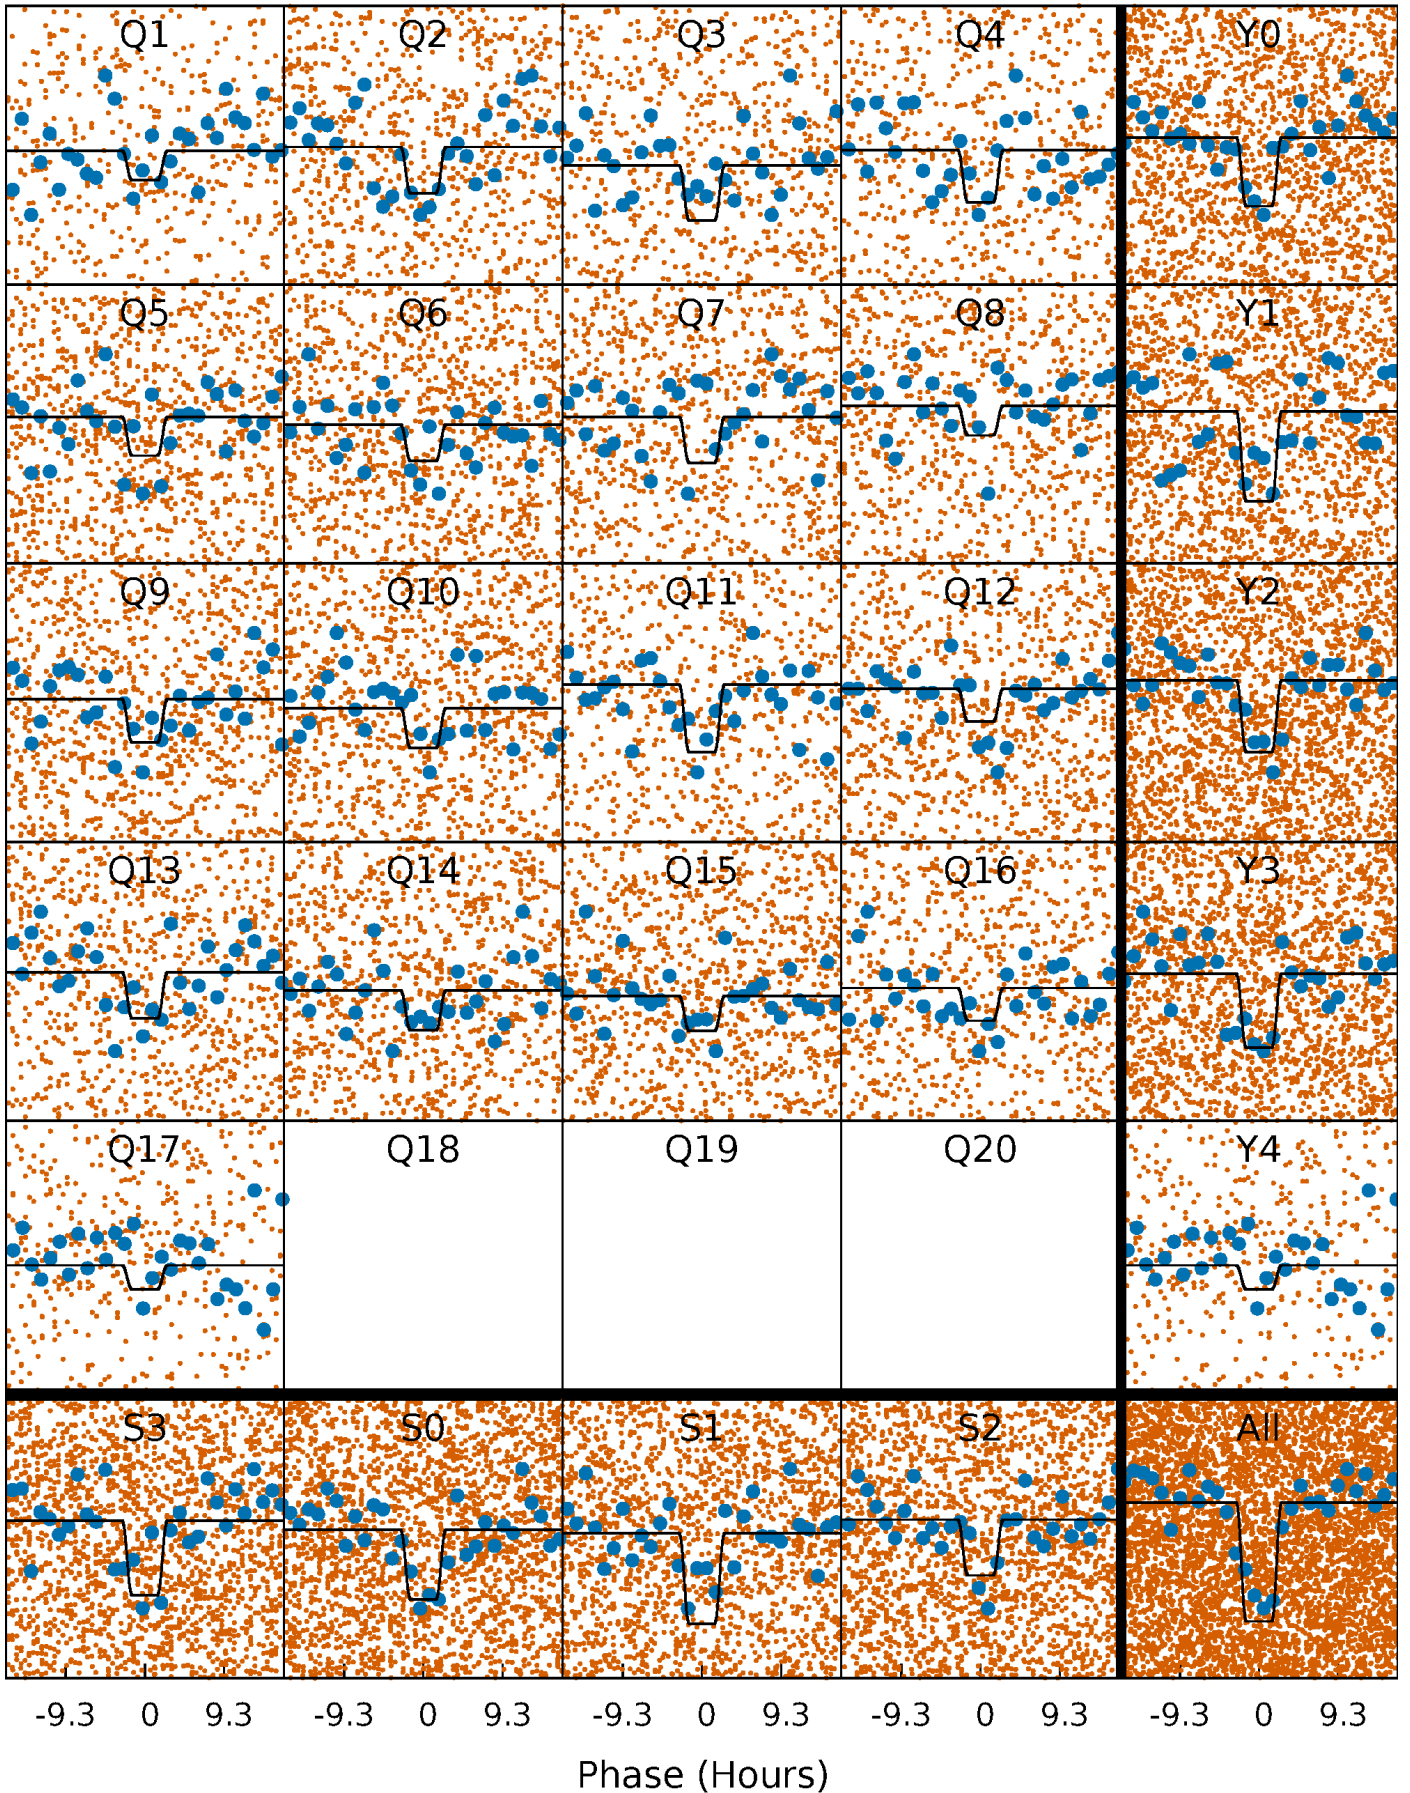 Q1 Q2 Q3 Q4 Y0
Q5 Q6 Q7 Q8 Y1
Q9 Q10 Q11 Q12 Y2
Q13 Q14 Q15 Q16 Y3
Q17 Q18 Q19 Q20 Y4
S3 S0 S1 S2 All
-9.3 0 9.3 -9.3 0 9.3 -9.3 0 9.3 -9.3 0 9.3 -9.3 0 9.3
Phase (Hours)